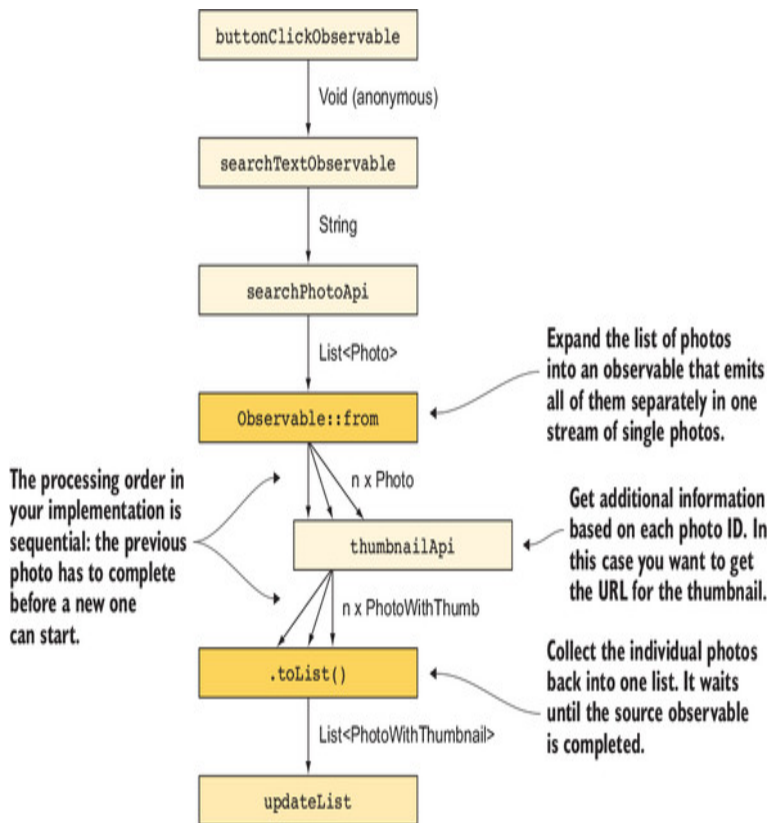 buttonClickObservable
Void (anonymous)
searchTextObservable
String
searchPhotoApi
List<Photo>
Expand the list of photos
into an observable that emits
all of them separately in one
stream of single photos.
Observable::from
n x Photo
The processing order in
your implementation is
sequential: the previous
photo has to complete
before a new one
can start.
Get additional information
based on each photo ID. In
this case you want to get
the URL for the thumbnail.
thumbnailApi
n x PhotoWithThumb
Collect the individual photos
back into one list. It waits
until the source observable
is completed.
.toList()
List<PhotoWithThumbnail>
updateList